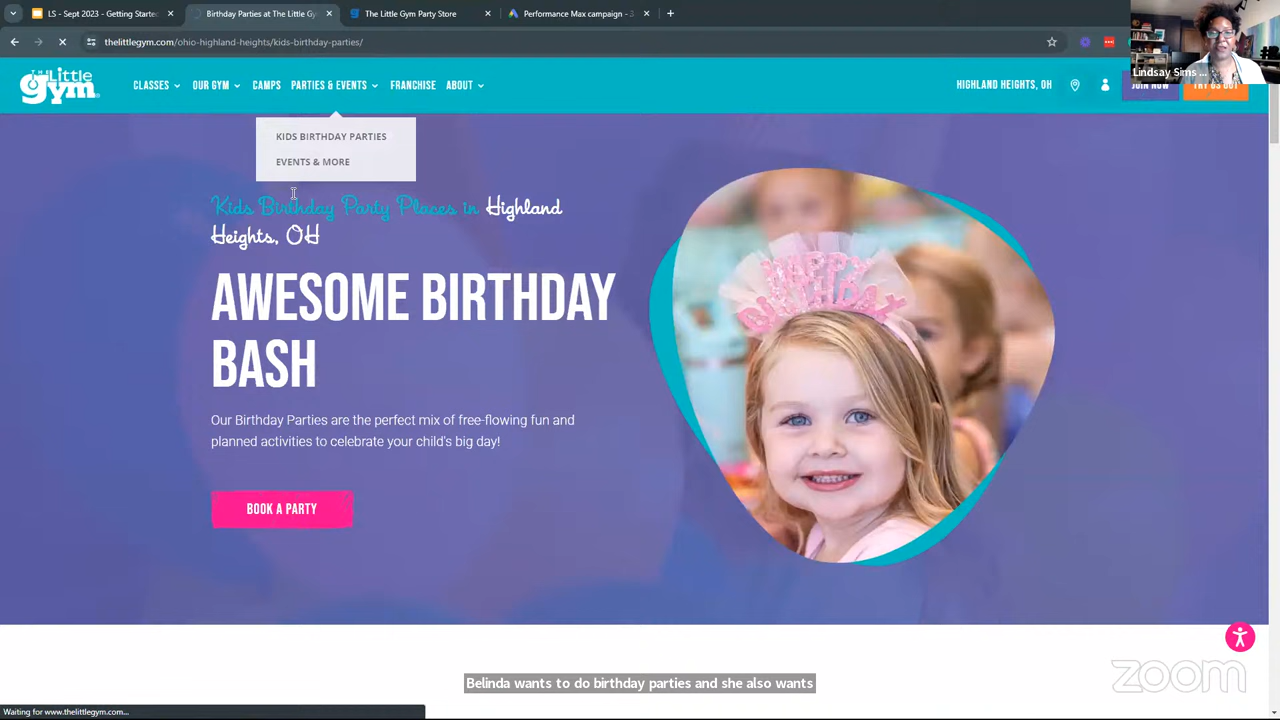 LS - Sept 2023 - Getting Starte
Birthday Parties at The Little Gy
The Little Gym Party Store
Performance Max campaign - 3
thelittlegym.com/ohio-highland-heights/kids-birthday-parties/
Lindsay Sims ...
THE Little gym
CLASSES
OUR GYM
CAMPS
PARTIES & EVENTS
FRANCHISE
ABOUT
HIGHLAND HEIGHTS, OH
JOIN NOW
TRY US OUT
KIDS BIRTHDAY PARTIES
EVENTS & MORE
Kids Birthday Party Places in Highland
Heights, OH
AWESOME BIRTHDAY
BASH
HAPPY
BIRTHDAY
Our Birthday Parties are the perfect mix of free-flowing fun and
planned activities to celebrate your child's big day!
BOOK A PARTY
Belinda wants to do birthday parties and she also wants
zoom
Waiting for www.thelittlegym.com...